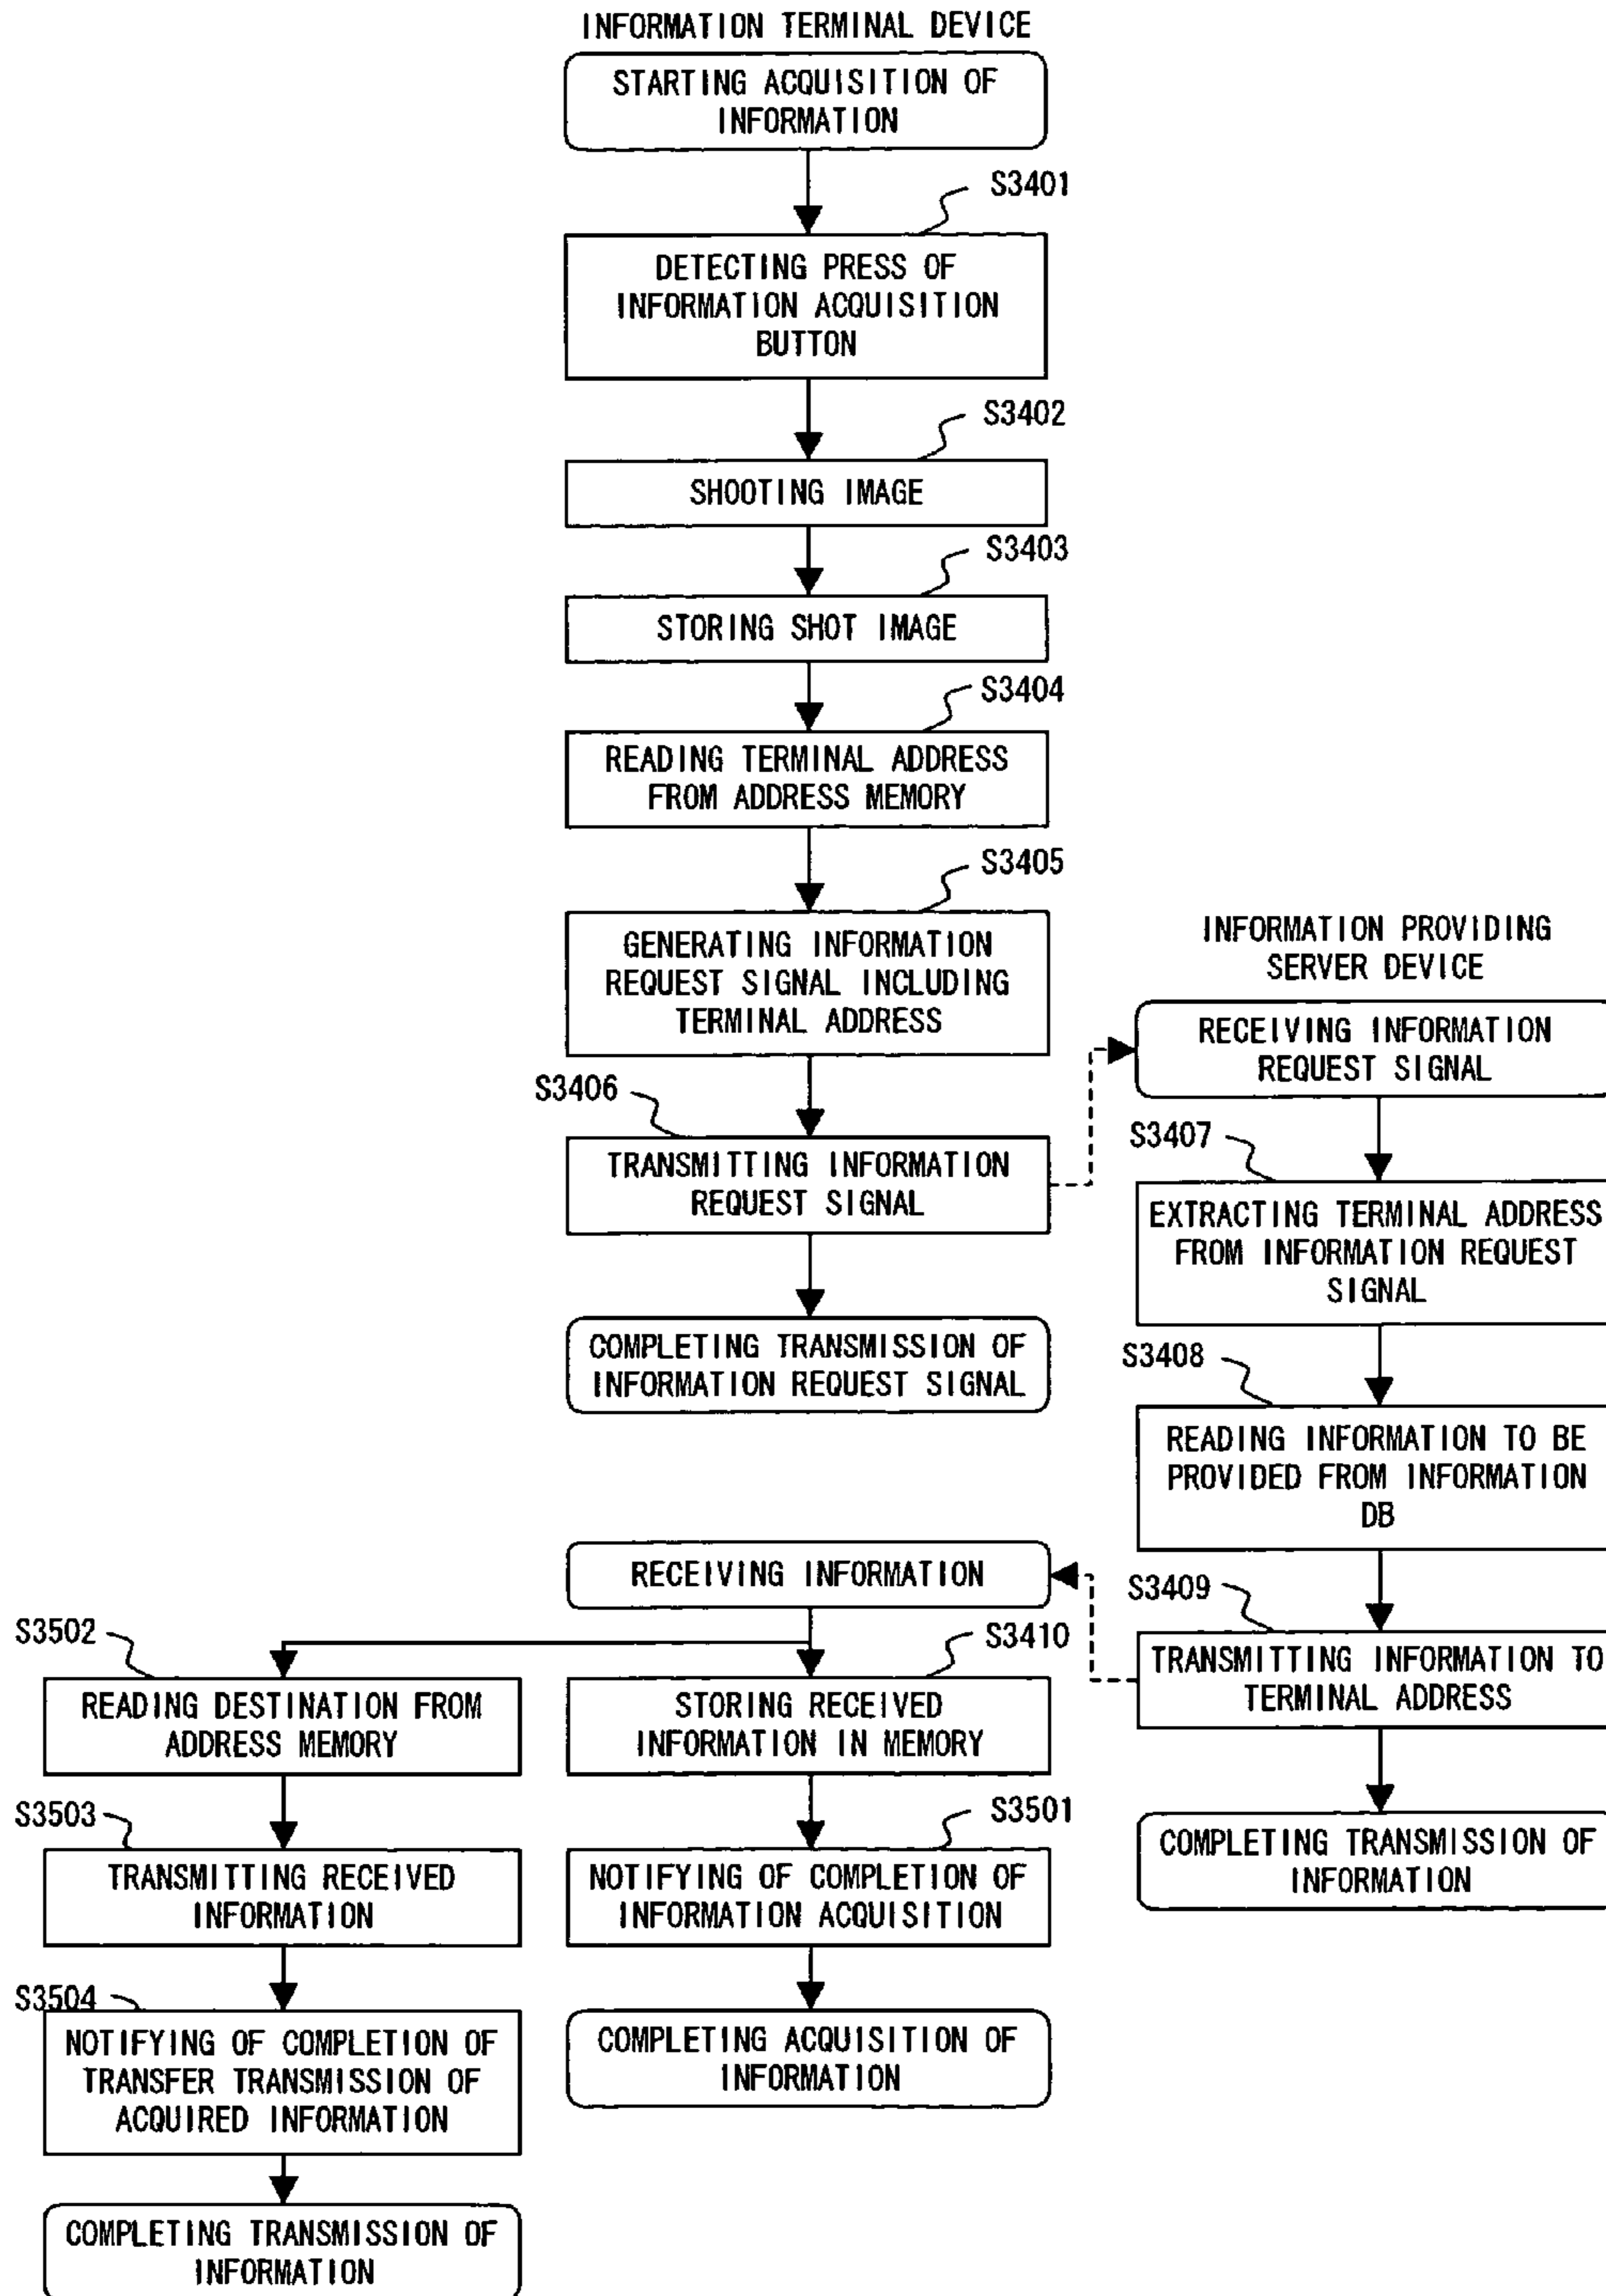 INFORMATION TERMINAL DEVICE
STARTING ACQUISITION OF
INFORMATION
S3401
DETECTING PRESS OF
INFORMATION ACQUISITION
BUTTON
S3402
SHOOTING IMAGE
S3403
STORING SHOT IMAGE
S3404
READING TERMINAL ADDRESS
FROM ADDRESS MEMORY
S3405
GENERATING INFORMATION
REQUEST SIGNAL INCLUDING
TERMINAL ADDRESS
S3406
TRANSMITTING INFORMATION
REQUEST SIGNAL
COMPLETING TRANSMISSION OF
INFORMATION REQUEST SIGNAL
INFORMATION PROVIDING
SERVER DEVICE
RECEIVING INFORMATION
REQUEST SIGNAL
S3407
EXTRACTING TERMINAL ADDRESS
FROM INFORMATION REQUEST
SIGNAL
S3408
READING INFORMATION TO BE
PROVIDED FROM INFORMATION
DB
S3409
TRANSMITTING INFORMATION TO
TERMINAL ADDRESS
COMPLETING TRANSMISSION OF
INFORMATION
RECEIVING INFORMATION
S3410
STORING RECEIVED
INFORMATION IN MEMORY
S3501
NOTIFYING OF COMPLETION OF
INFORMATION ACQUISITION
COMPLETING ACQUISITION OF
INFORMATION
S3502
READING DESTINATION FROM
ADDRESS MEMORY
S3503
TRANSMITTING RECEIVED
INFORMATION
S3504
NOTIFYING OF COMPLETION OF
TRANSFER TRANSMISSION OF
ACQUIRED INFORMATION
COMPLETING TRANSMISSION OF
INFORMATION